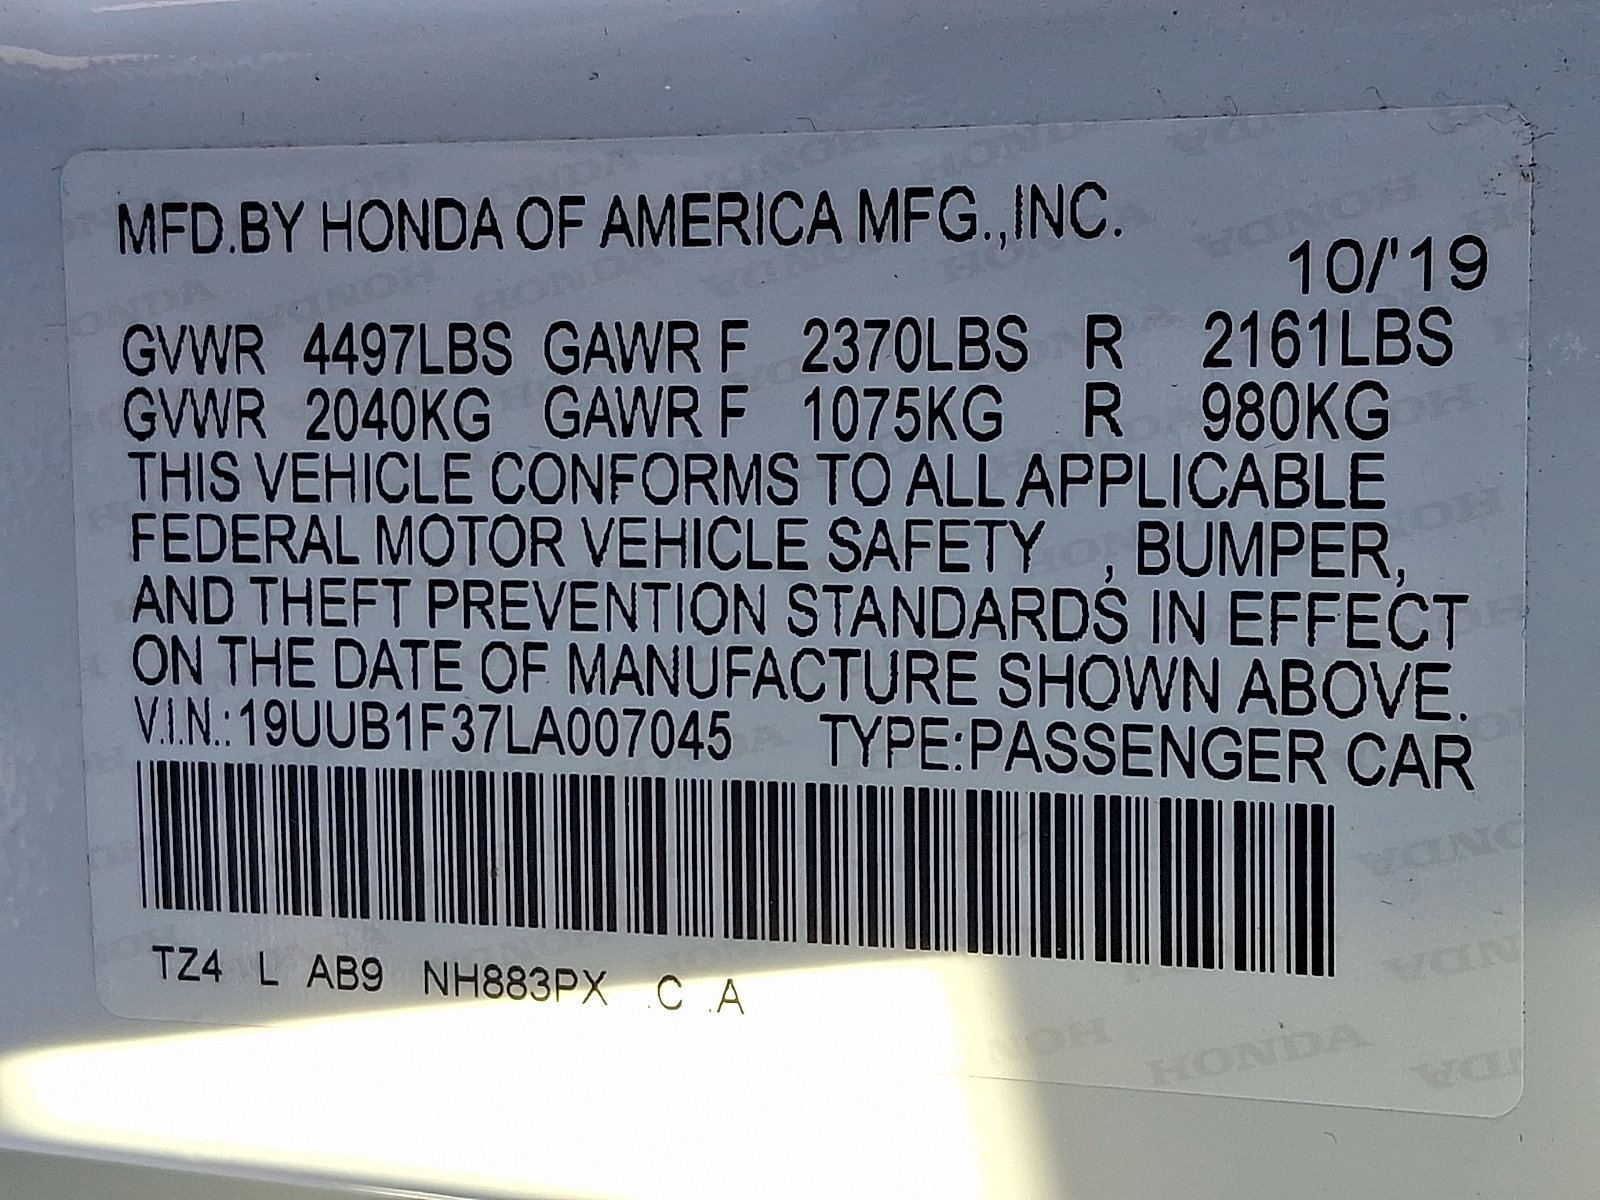 MFD.BY HONDA OF AMERICA MFG.,INC.
10/'19
GVWR 4497LBS GAWR F 2370LBS R 2161LBS
GVWR 2040KG GAWR F 1075KG R 980KG
THIS VEHICLE CONFORMS TO ALL APPLICABLE
FEDERAL MOTOR VEHICLE SAFETY , BUMPER,
AND THEFT PREVENTION STANDARDS IN EFFECT
ON THE DATE OF MANUFACTURE SHOWN ABOVE.
V.I.N.:19UUB1F37LA007045 TYPE:PASSENGER CAR
TZ4 L AB9 NH883PX .C .A
HONDA